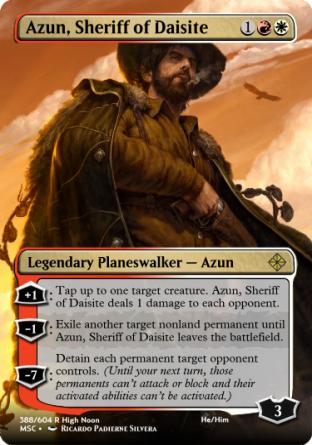 Azun, Sheriff of Daisite 1
Legendary Planeswalker — Azun
+1: Tap up to one target creature. Azun, Sheriff
of Daisite deals 1 damage to each opponent.
-1: Exile another target nonland permanent until
Azun, Sheriff of Daisite leaves the battlefield.
-7: Detain each permanent target opponent
controls. (Until your next turn, those
permanents can't attack or block and their
activated abilities can't be activated.)
3
388/604 R High Noon He/Him
MSC • Ricardo Padierne Silvera